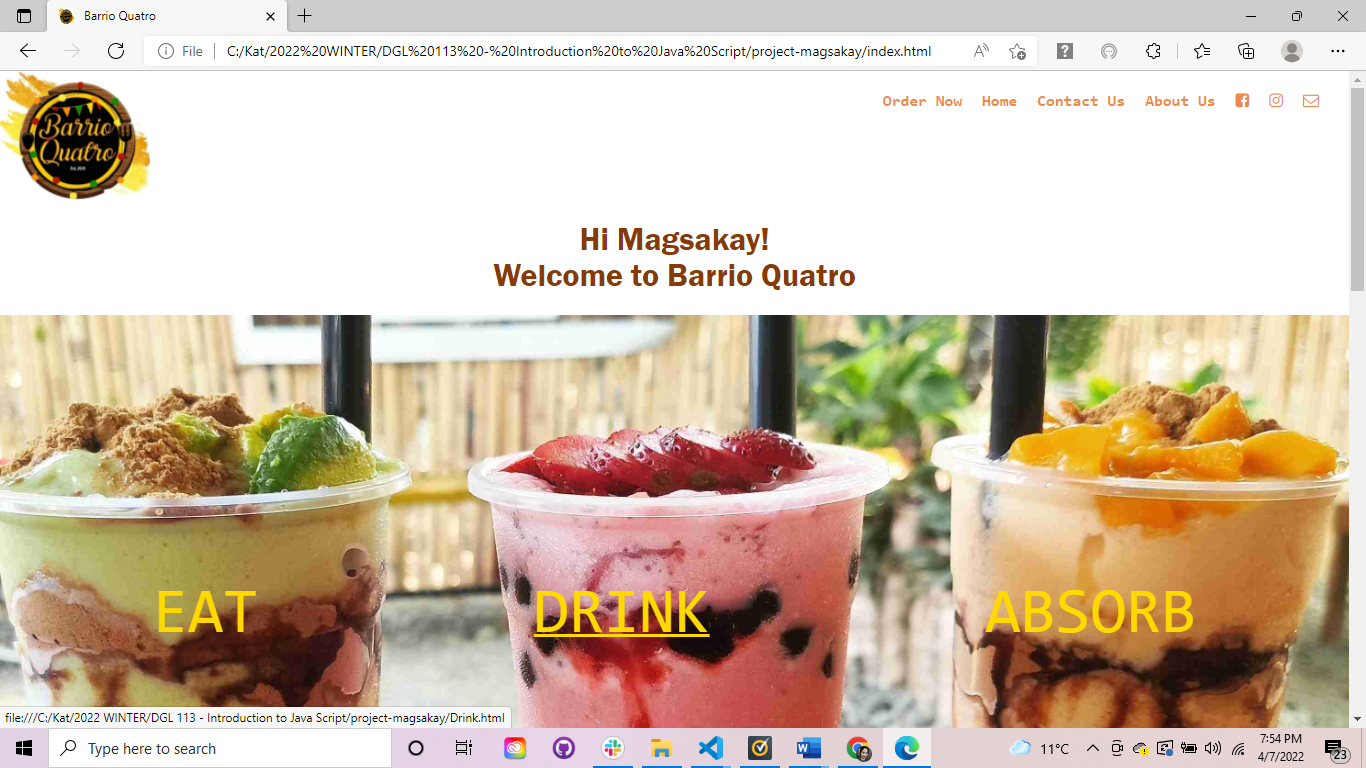 Barrio Quatro
File
C:/Kat/2022%20WINTER/DGL%20113%20-%20Introduction%20to%20Java%20Script/project-magsakay/index.html
Barrio
Quatro
Order Now Home Contact Us About Us
Hi Magsakay!
Welcome to Barrio Quatro
EAT DRINK ABSORB
file:///C:/Kat/2022 WINTER/DGL 113 - Introduction to Java Script/project-magsakay/Drink.html
Type here to search
11°C
7:54 PM
4/7/2022
23